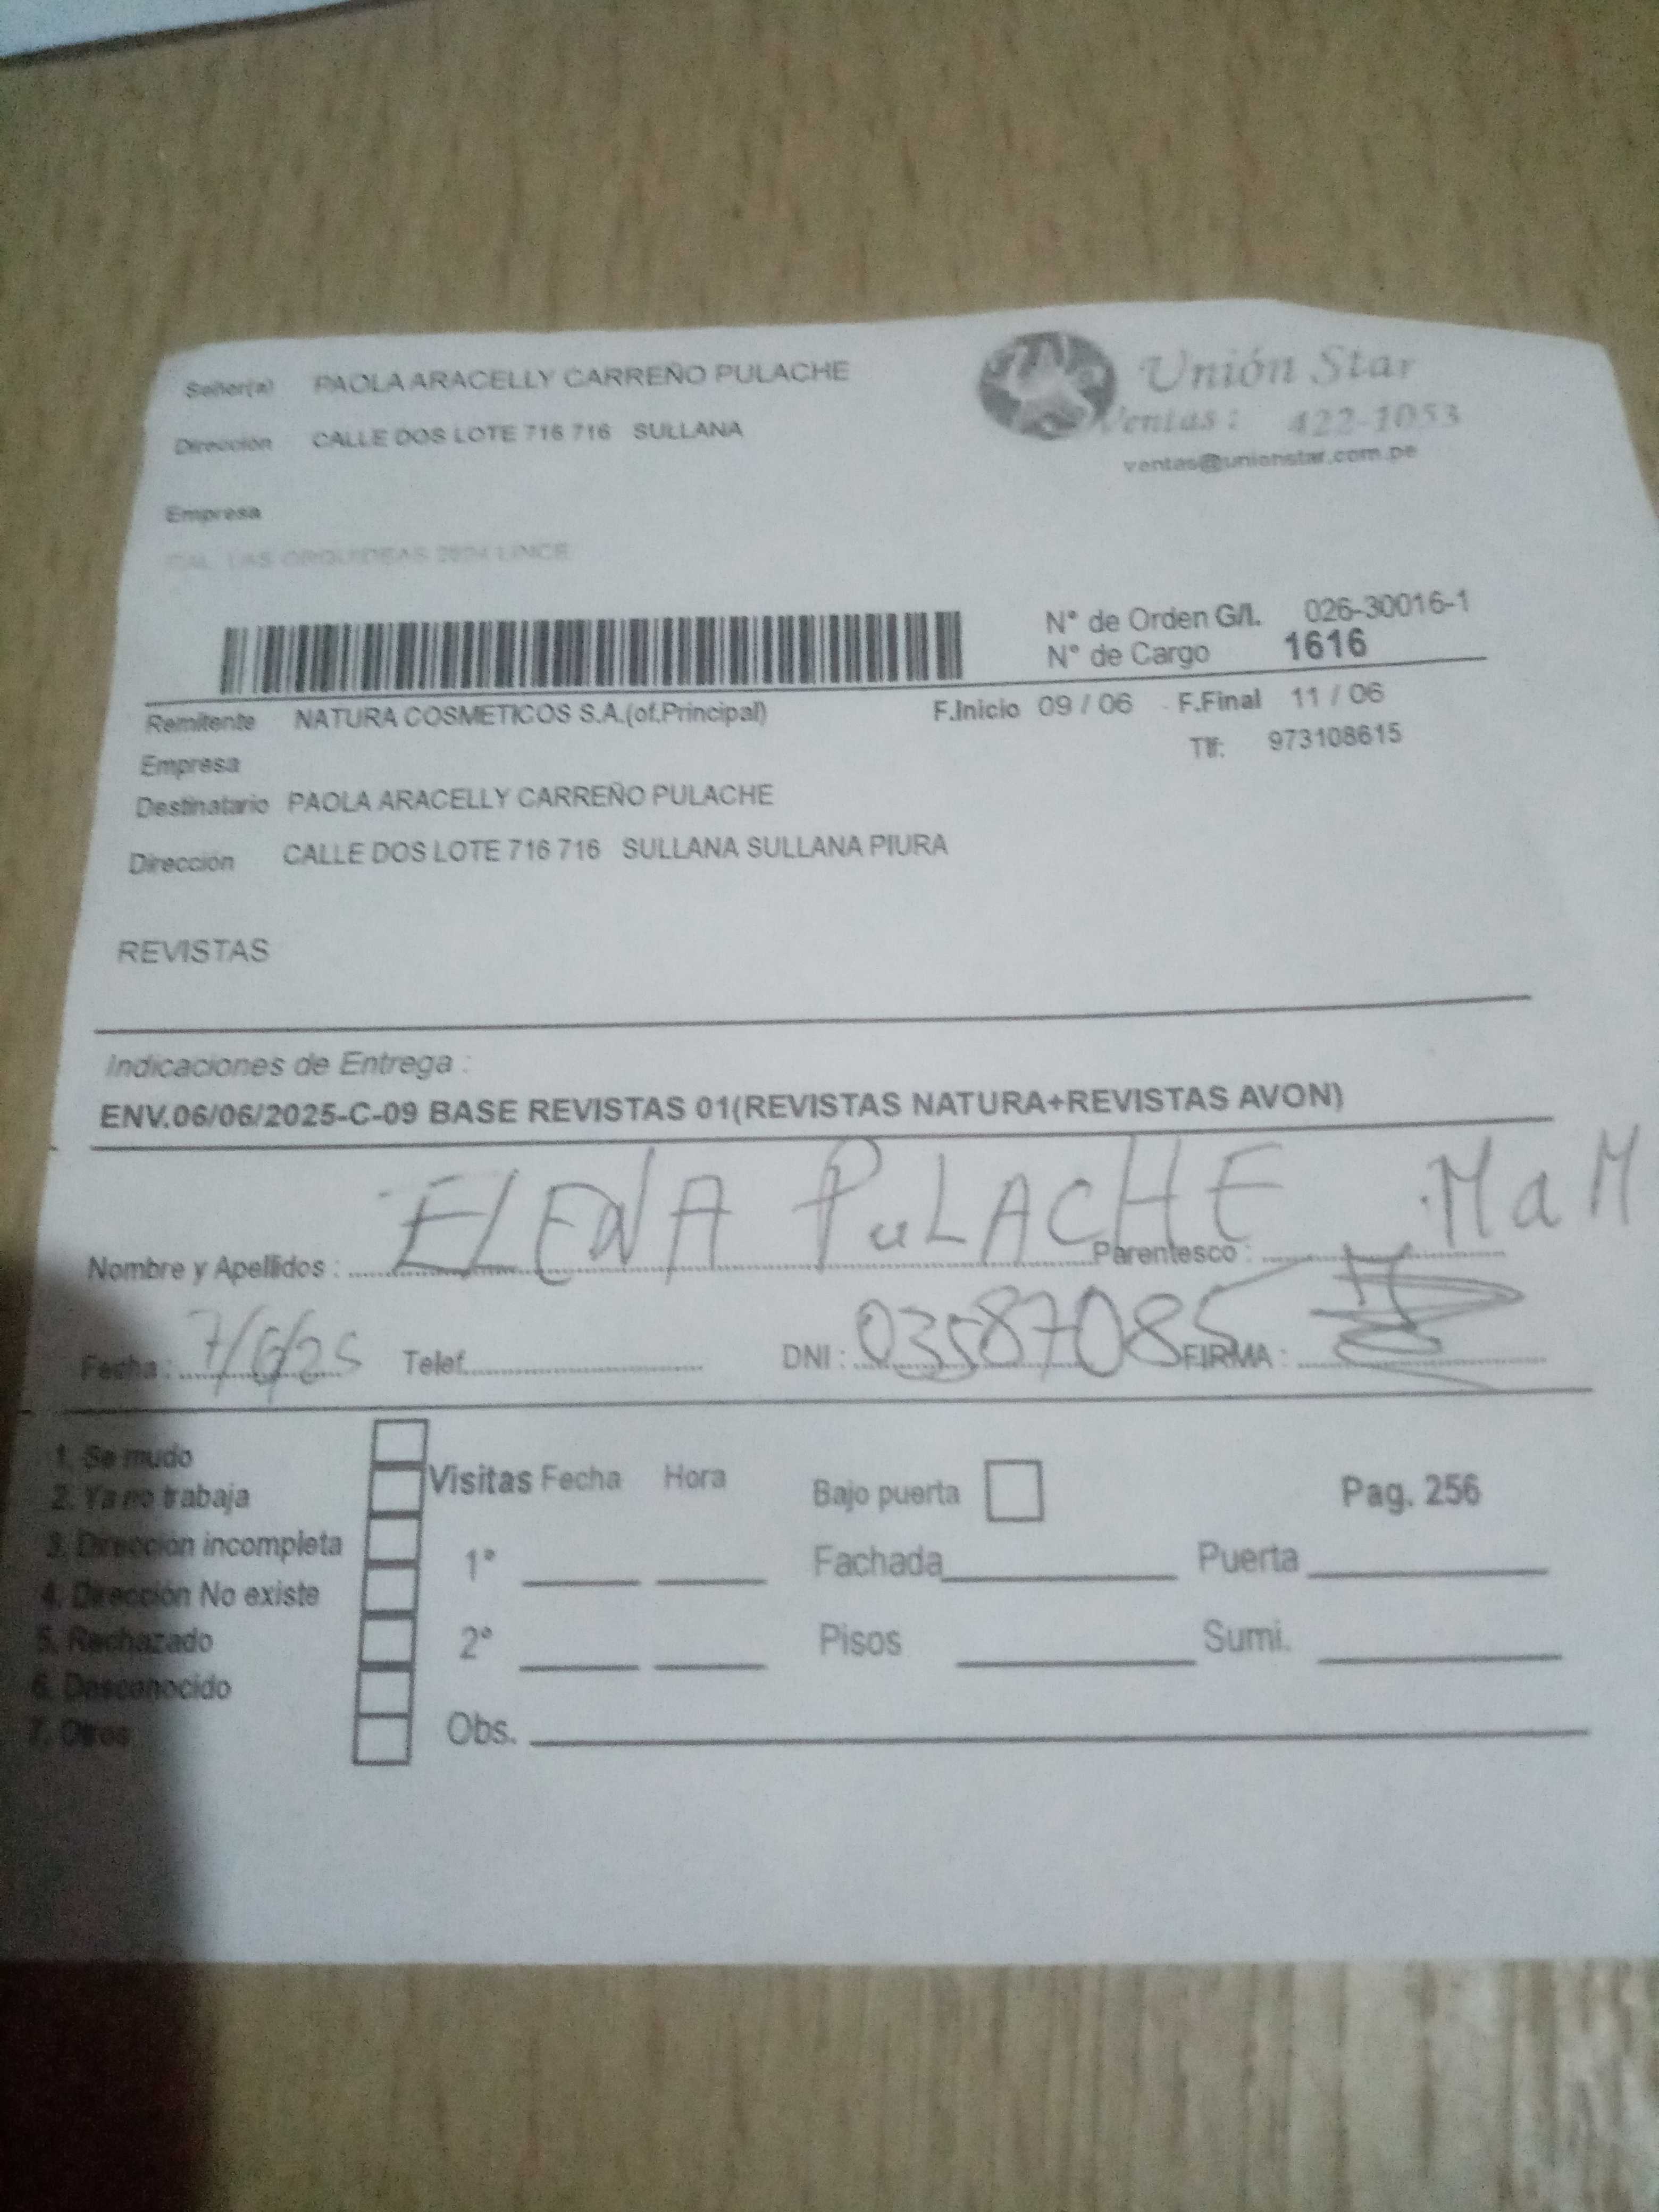 Señor(a) PAOLA ARACELLY CARREÑO PULACHE
Unión Star
Dirección CALLE DOS LOTE 716 716 SULLANA
Ventas: 422-1053
ventas@unionstar.com.pe
Empresa
CAL. LAS ORQUIDEAS LINCE
N° de Orden G/I. 026-30016-1
N° de Cargo 1616
Remitente NATURA COSMETICOS S.A.(of.Principal) F.Inicio 09 / 06 F.Final 11 / 06
Empresa Tlf: 973108615
Destinatario PAOLA ARACELLY CARREÑO PULACHE
Dirección CALLE DOS LOTE 716 716 SULLANA SULLANA PIURA
REVISTAS
Indicaciones de Entrega :
ENV.06/06/2025-C-09 BASE REVISTAS 01(REVISTAS NATURA+REVISTAS AVON)
Nombre y Apellidos : ELENA PuLACHE Parentesco : MaM
Fecha : 7/6/25 Telef. DNI : 03587085 FIRMA :
1. Se mudo
2. Ya no trabaja Visitas Fecha Hora Bajo puerta Pag. 256
3. Direccion incompleta 1° Fachada Puerta
4. Dirección No existe
5. Rechazado 2° Pisos Sumi.
6. Desconocido
7. Otros Obs.